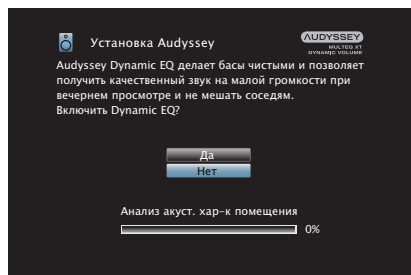 Установка Audyssey
AUDYSSEY
MULTEQ XT
DYNAMIC VOLUME
Audyssey Dynamic EQ делает басы чистыми и позволяет
получить качественный звук на малой громкости при
вечернем просмотре и не мешать соседям.
Включить Dynamic EQ?
Да
Нет
Анализ акуст. хар-к помещения
0%